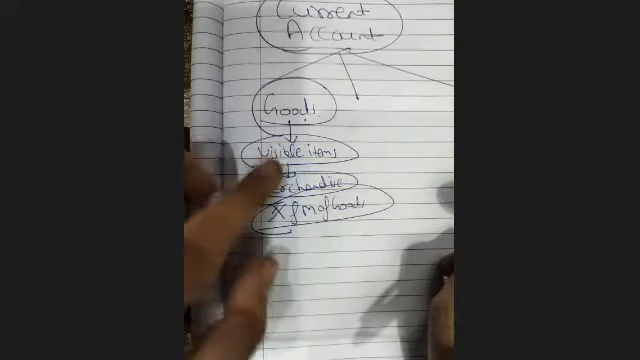 Current
Account
Goods
Visible items
X & M of Goods